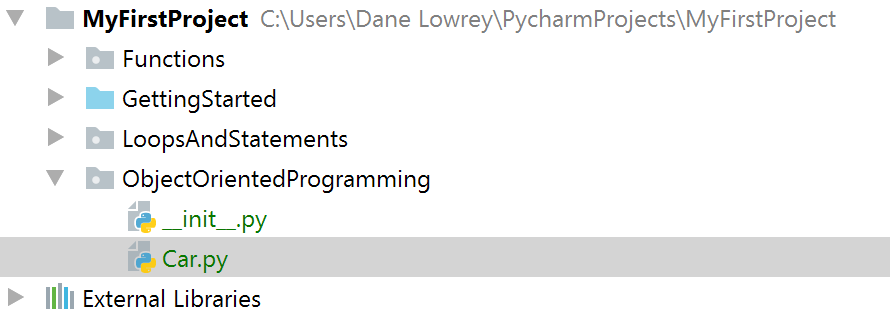 MyFirstProject C:\Users\Dane Lowrey\PycharmProjects\MyFirstProject
Functions
GettingStarted
LoopsAndStatements
ObjectOrientedProgramming
__init__.py
Car.py
External Libraries